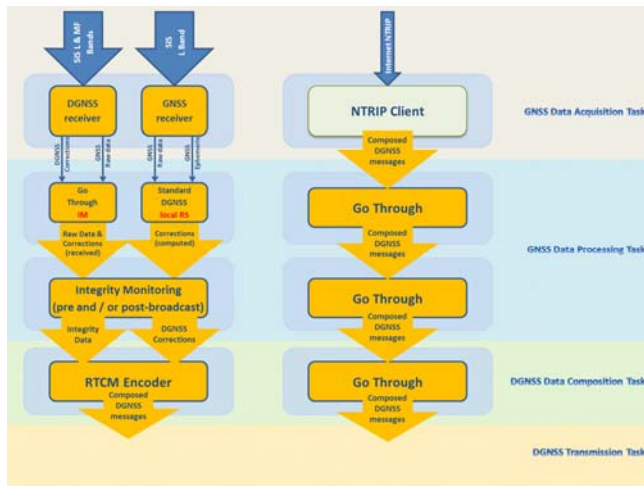 SIS L & MF
Bands
SIS
L Band
Internet NTRIP
DGNSS
receiver
GNSS
receiver
NTRIP Client
GNSS Data Acquisition Task
DGNSS
Corrections
GNSS
Raw data
GNSS
Raw data
GNSS
Ephemeris
Composed
DGNSS
messages
Go
Through
IM
Standard
DGNSS
local RS
Go Through
Raw Data &
Corrections
(received)
Corrections
(computed)
Composed
DGNSS
messages
GNSS Data Processing Task
Integrity Monitoring
(pre and / or post-broadcast)
Go Through
Integrity
Data
DGNSS
Corrections
Composed
DGNSS
messages
RTCM Encoder
Go Through
DGNSS Data Composition Task
Composed
DGNSS
messages
Composed
DGNSS
messages
DGNSS Transmission Task